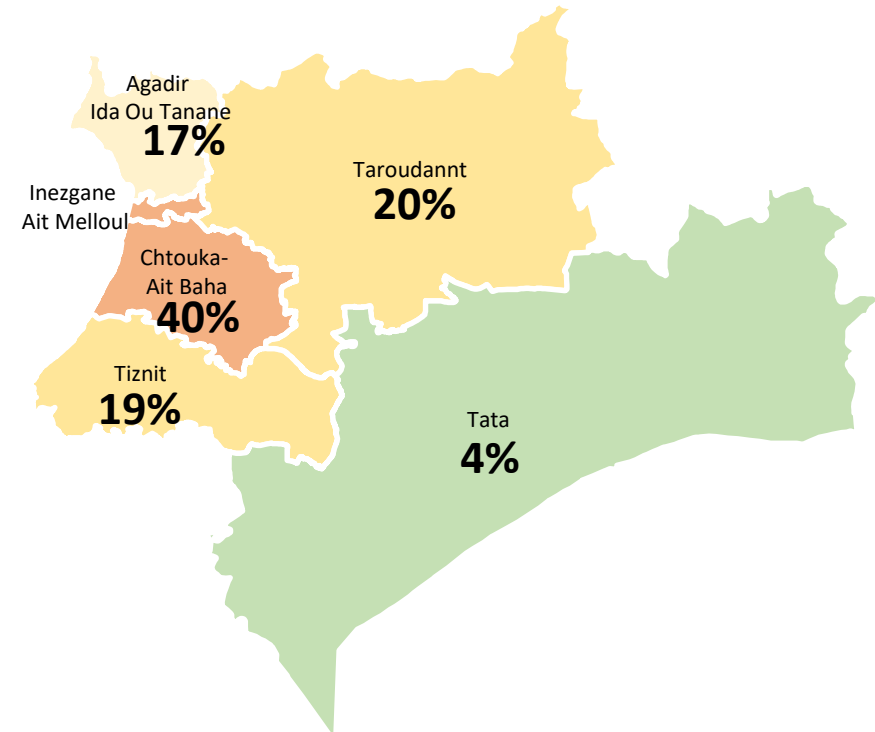 Agadir
Ida Ou Tanane
17%
Taroudannt
20%
Inezgane
Ait Melloul
Chtouka-
Ait Baha
40%
Tiznit
19%
Tata
4%